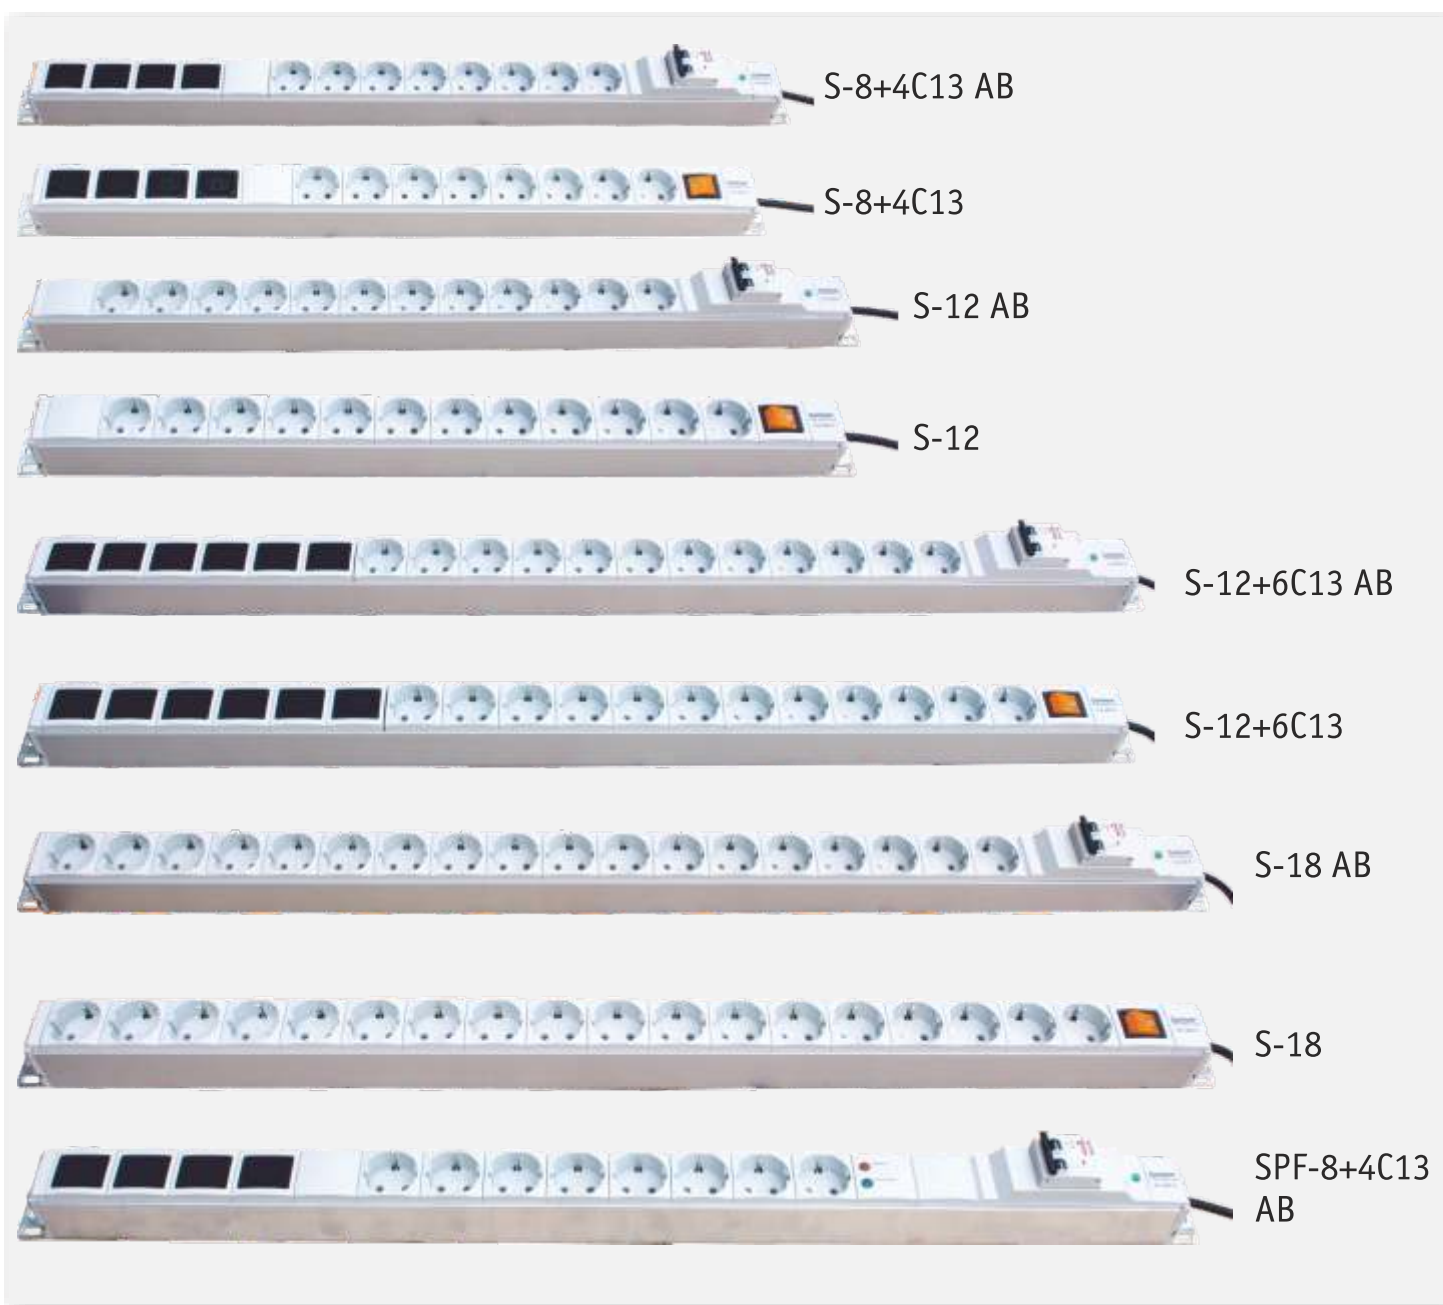 S-8+4C13 AB
S-8+4C13
S-12 AB
S-12
S-12+6C13 AB
S-12+6C13
S-18 AB
S-18
SPF-8+4C13
AB